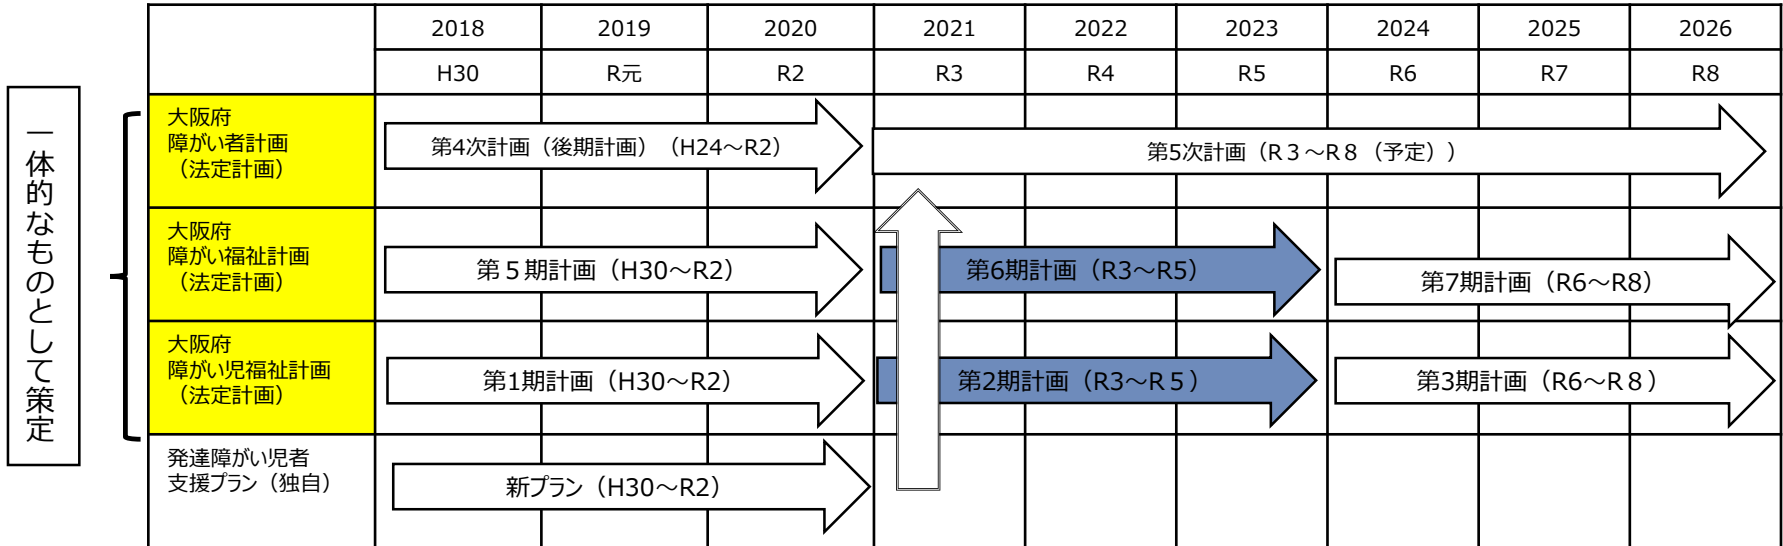 2018 2019 2020 2021 2022 2023 2024 2025 2026
H30 R元 R2 R3 R4 R5 R6 R7 R8
一体的なものとして策定
大阪府
障がい者計画
（法定計画）
第4次計画（後期計画）（H24～R2）
第5次計画（R３～R８（予定））
大阪府
障がい福祉計画
（法定計画）
第５期計画（H30～R2）
第6期計画（R3～R5）
第7期計画（R6～R8）
大阪府
障がい児福祉計画
（法定計画）
第1期計画（H30～R2）
第2期計画（R3～R５）
第3期計画（R6～R８）
発達障がい児者
支援プラン（独自）
新プラン（H30～R2）